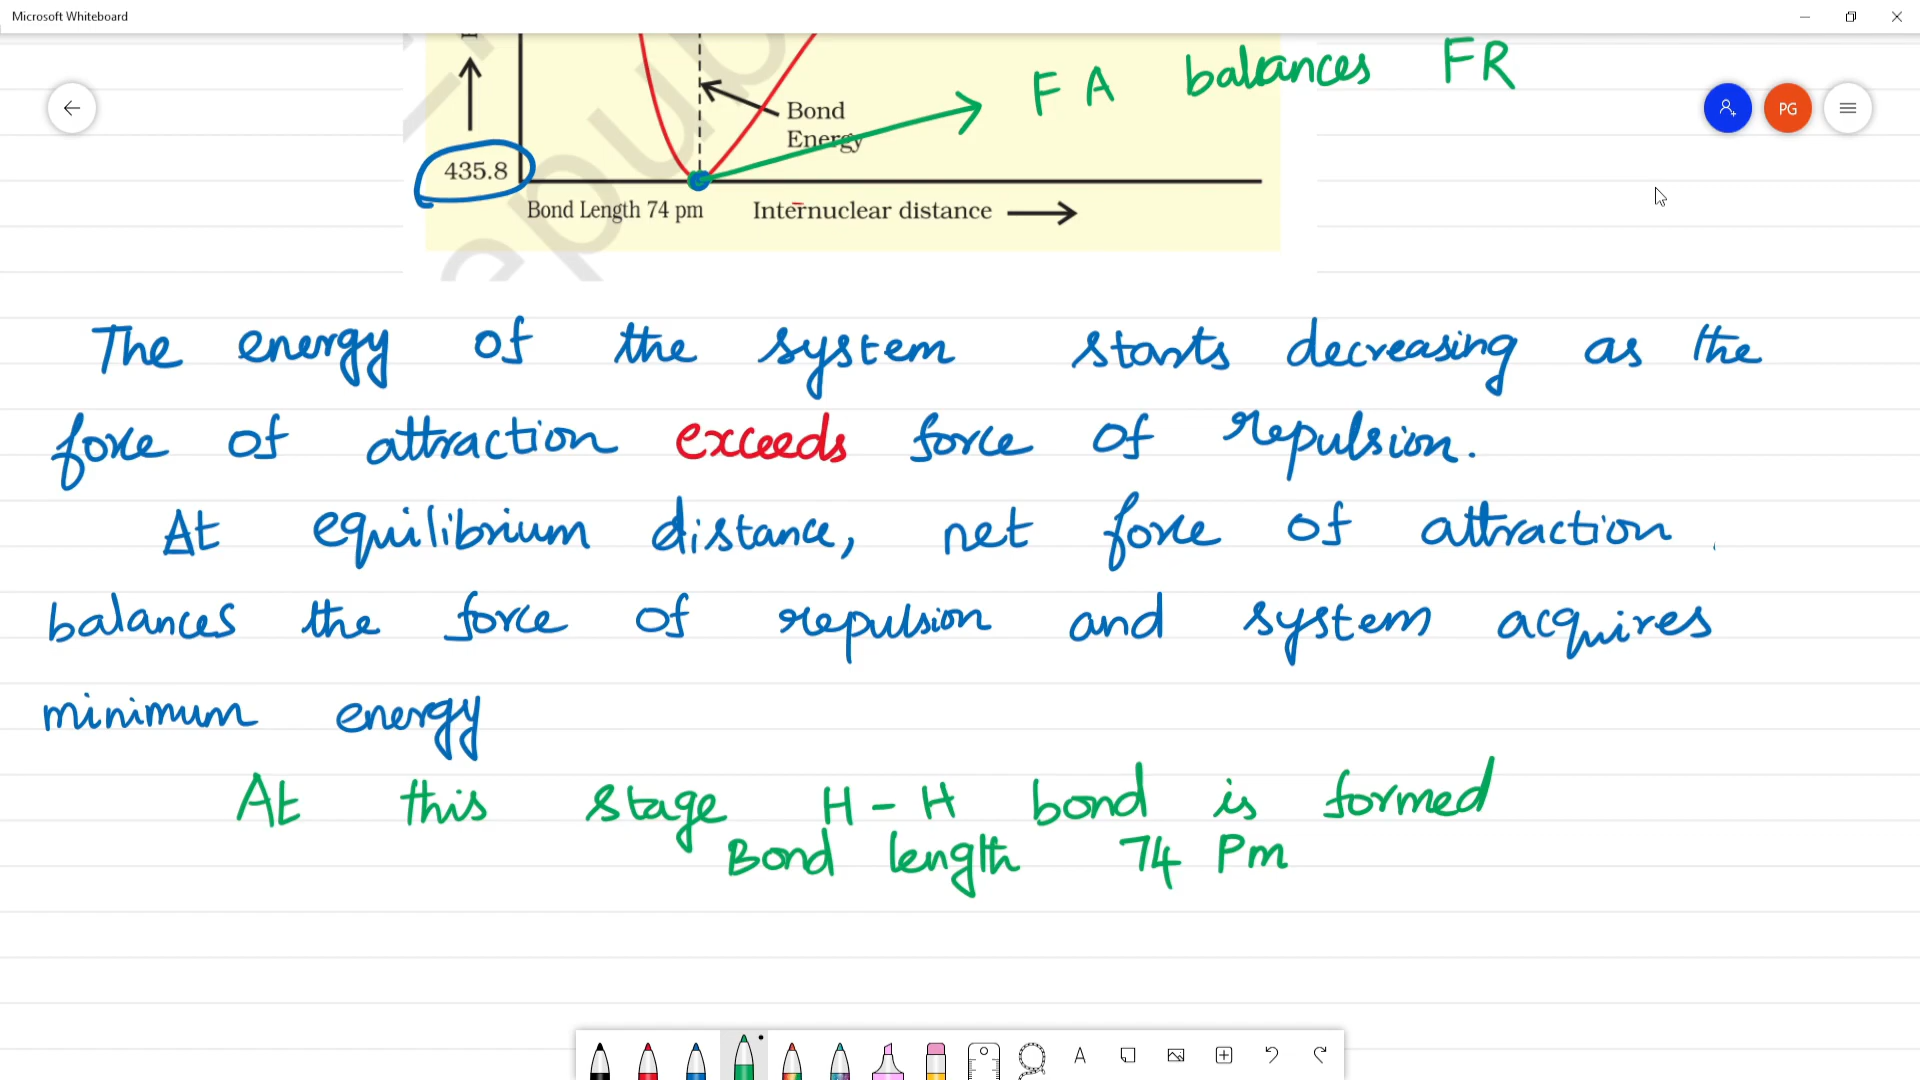 Microsoft Whiteboard
FA balances FR
Bond
Energy
PG
435.8
Bond Length 74 pm Internuclear distance
The energy of the system starts decreasing as the
force of attraction exceeds force of repulsion.
At equilibrium distance, net force of attraction
balances the force of repulsion and system acquires
minimum energy
At this stage H-H bond is formed
Bond length 74 Pm
A